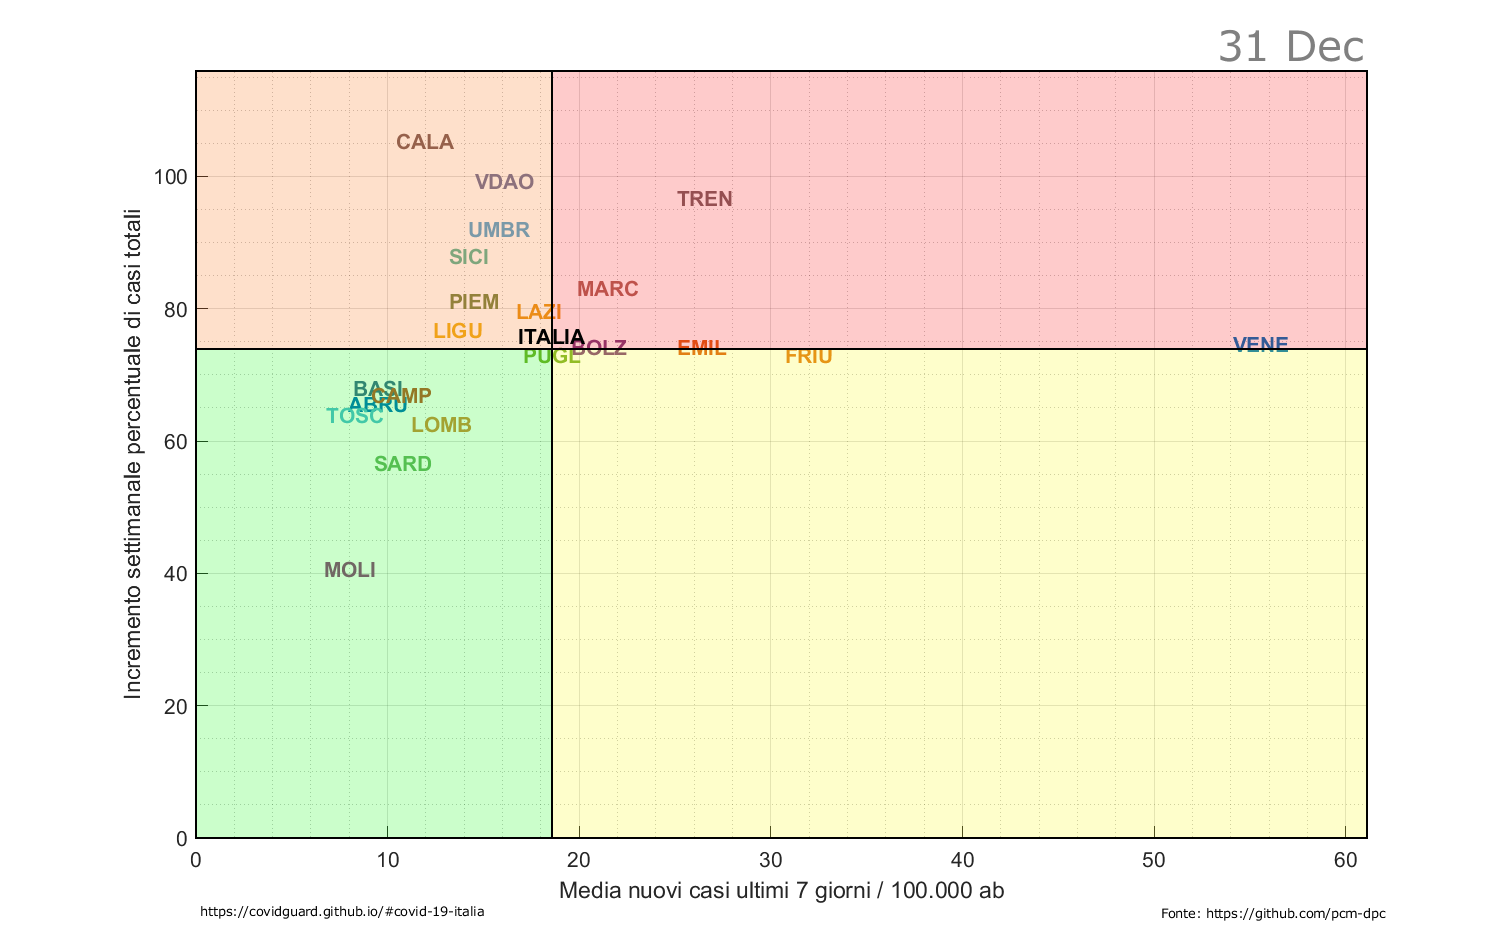 31 Dec
Incremento settimanale percentuale di casi totali
100
80
60
40
20
0
CALA
VDAO
TREN
UMBR
SICI
MARC
PIEM
LAZI
LIGU
ITALIA
BOLZ
EMIL
VENE
PUGL
FRIU
BASI
CAMP
ABRU
TOSC
LOMB
SARD
MOLI
0 10 20 30 40 50 60
Media nuovi casi ultimi 7 giorni / 100.000 ab
https://covidguard.github.io/#covid-19-italia
Fonte: https://github.com/pcm-dpc